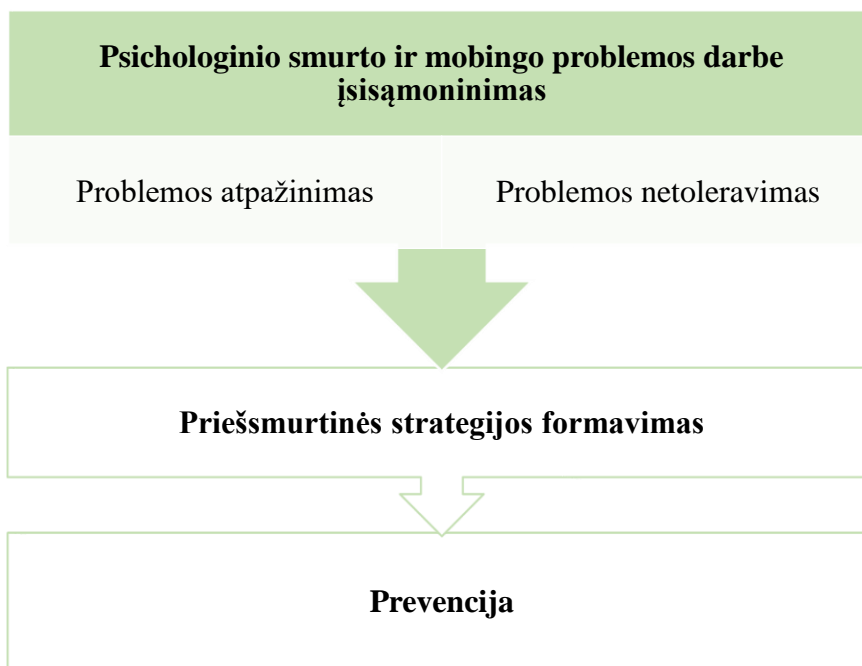 Psichologinio smurto ir mobingo problemos darbe
įsisąmoninimas
Problemos atpažinimas
Problemos netoleravimas
Priešsmurtinės strategijos formavimas
Prevencija